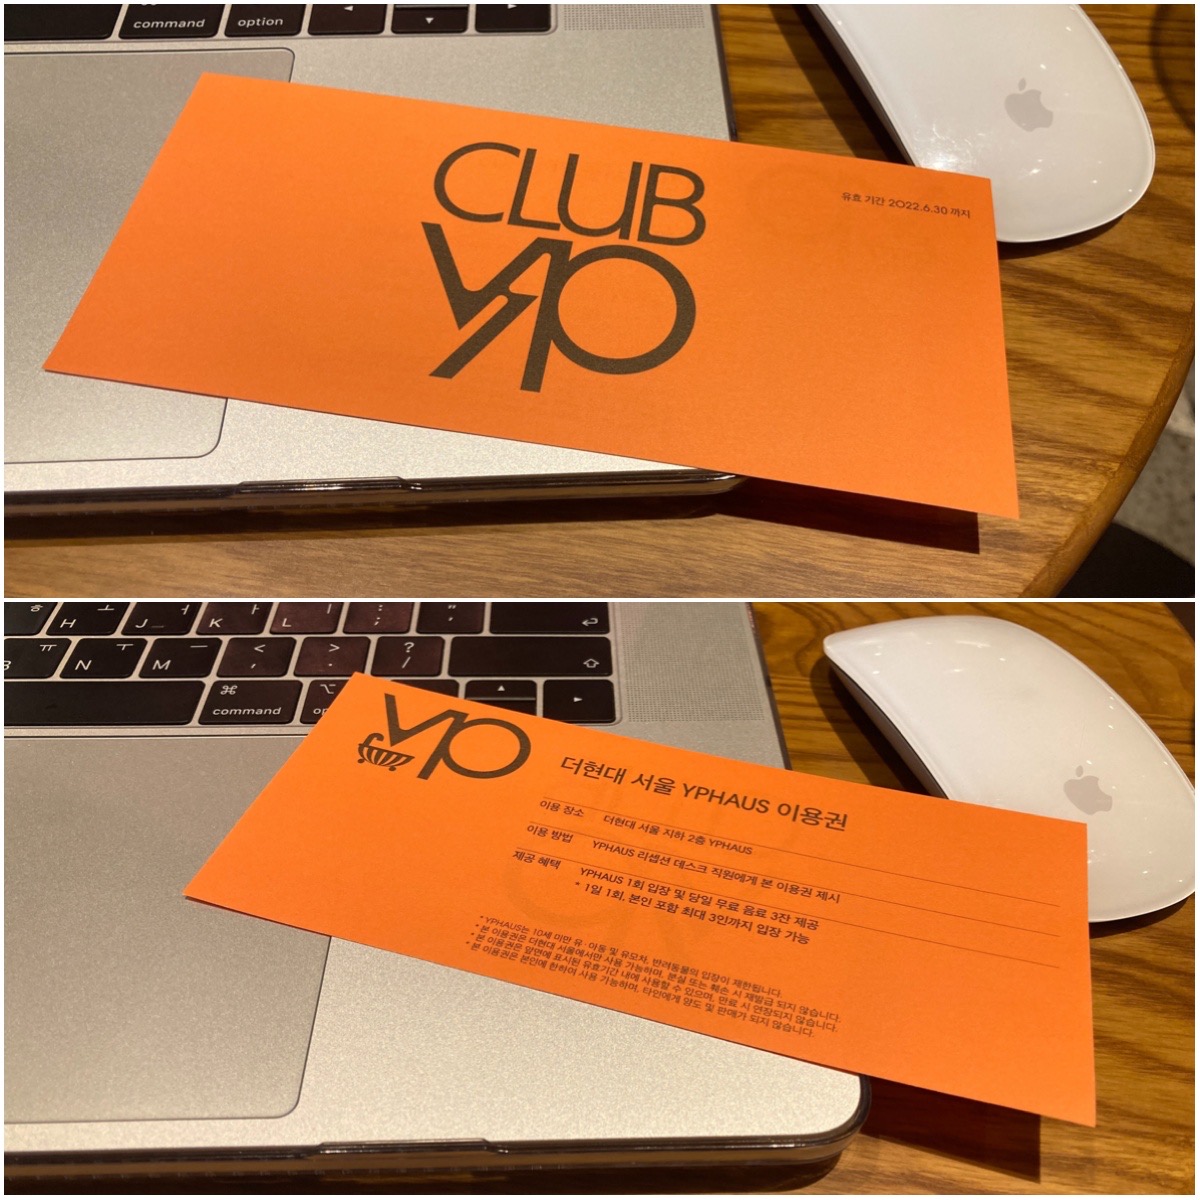 command
option
CLUB
YP
유효 기간 2022.6.30 까지
ㅎ
H ㅗ
J ㅓ
K ㅏ
L ㅣ
: ;
" '
ㅠ
N ㅜ
M ㅡ
< ,
> .
? /
⌘
command
⌥
op
YP
더현대 서울 YPHAUS 이용권
이용 장소 더현대 서울 지하 2층 YPHAUS
이용 방법 YPHAUS 리셉션 데스크 직원에게 본 이용권 제시
제공 혜택 YPHAUS 1회 입장 및 당일 무료 음료 3잔 제공
* 1일 1회, 본인 포함 최대 3인까지 입장 가능
* YPHAUS는 10세 미만 유 · 아동 및 유모차, 반려동물의 입장이 제한됩니다.
* 본 이용권은 더현대 서울에서만 사용 가능하며, 분실 또는 훼손 시 재발급 되지 않습니다.
* 본 이용권은 앞면에 표시된 유효기간 내에 사용할 수 있으며, 만료 시 연장되지 않습니다.
* 본 이용권은 본인에 한하여 사용 가능하며, 타인에게 양도 및 판매가 되지 않습니다.